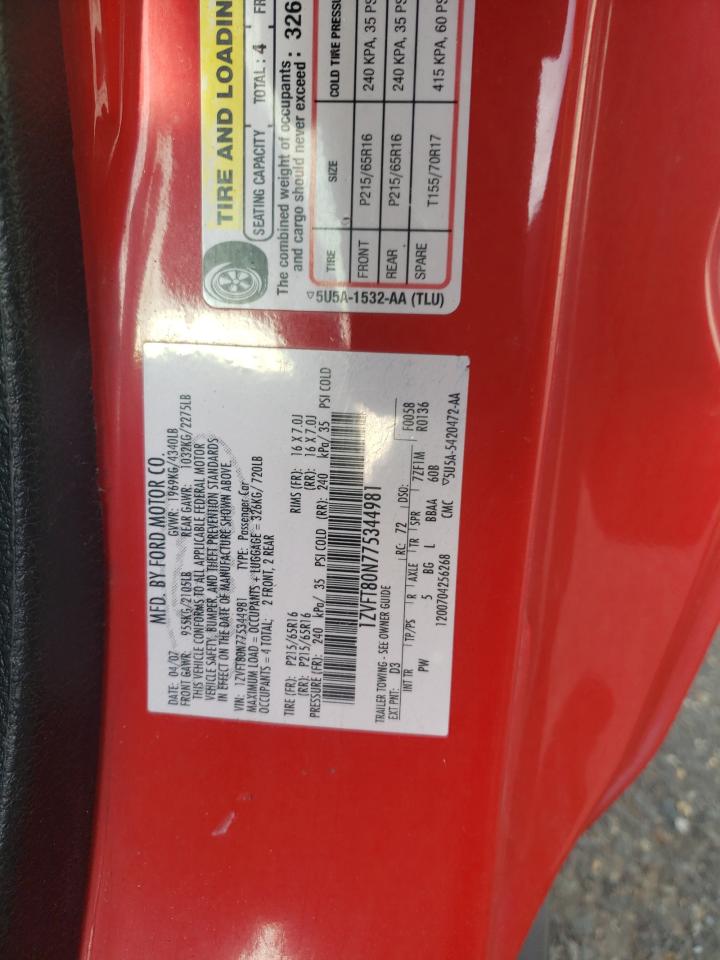 TIRE AND LOADIN
SEATING CAPACITY TOTAL : 4 FR
The combined weight of occupants
and cargo should never exceed : 326
TIRE SIZE COLD TIRE PRESSU
FRONT P215/65R16 240 KPA, 35 PS
REAR P215/65R16 240 KPA, 35 PS
SPARE T155/70R17 415 KPA, 60 PS
5U5A-1532-AA (TLU)
MFD. BY FORD MOTOR CO.
DATE: 04/07 GVWR: 1969KG/4340LB
FRONT GAWR: 955KG/2105LB REAR GAWR: 1032KG/2275LB
THIS VEHICLE CONFORMS TO ALL APPLICABLE FEDERAL MOTOR
VEHICLE SAFETY, BUMPER, AND THEFT PREVENTION STANDARDS
IN EFFECT ON THE DATE OF MANUFACTURE SHOWN ABOVE.
VIN: 1ZVFT80N775344981 TYPE: Passenger Car
MAXIMUM LOAD = OCCUPANTS + LUGGAGE = 326KG/ 720LB
OCCUPANTS = 4 TOTAL; 2 FRONT, 2 REAR
TIRE (FR): P215/65R16 RIMS (FR): 16 X 7.0J
(RR): P215/65R16 (RR): 16 X 7.0J
PRESSURE (FR): 240 kPa/ 35 PSI COLD (RR): 240 kPa/ 35 PSI COLD
1ZVFT80N775344981
TRAILER TOWING - SEE OWNER GUIDE
EXT PNT: D3 RC: 72 DSO: F0058
INT TR TP/PS R AXLE TR SPR 7ZF1M R0136
PW 5 BG L BBAA 60B
1200704256268 CMC 5U5A-5420472-AA